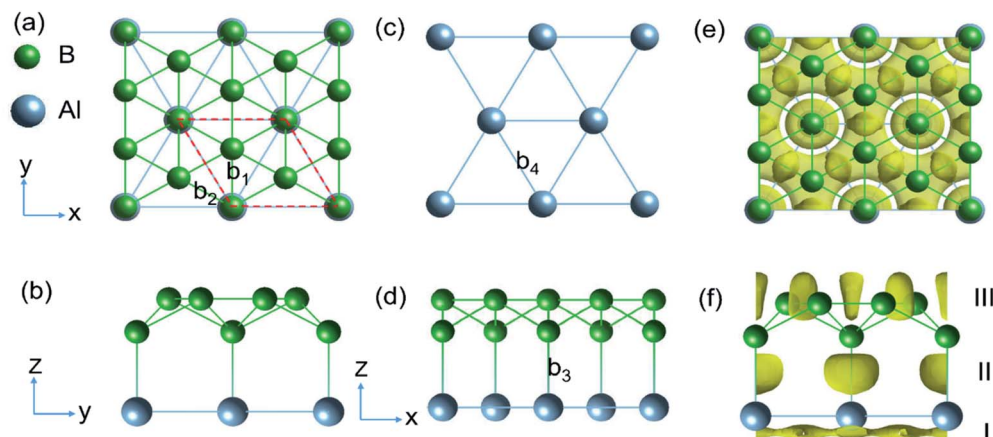 (a)
B
Al
y
x
b₁
b₂
(c)
b₄
(e)
(b)
z
y
(d)
z
x
b₃
(f)
III
II
I